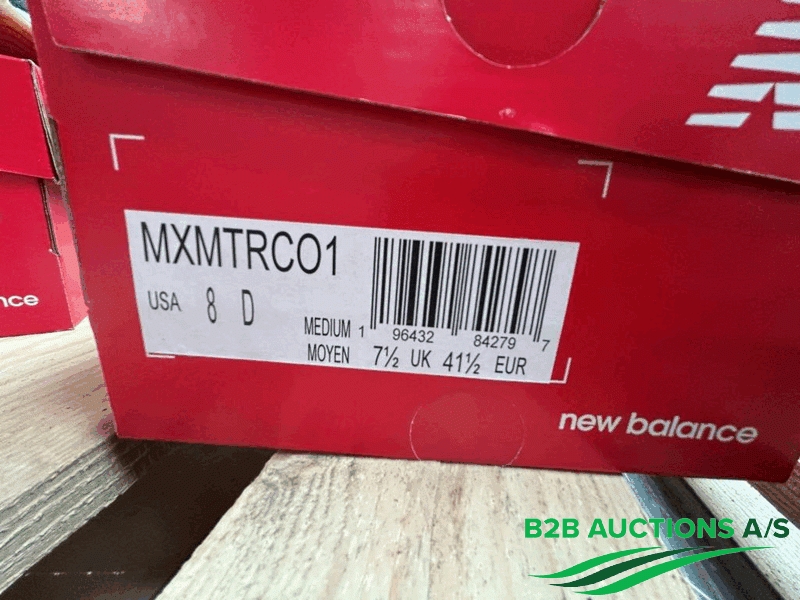 MXMTRCO1
USA 8 D
MEDIUM 1 96432 84279 7
MOYEN 7½ UK 41½ EUR
new balance
nce
B2B AUCTIONS A/S